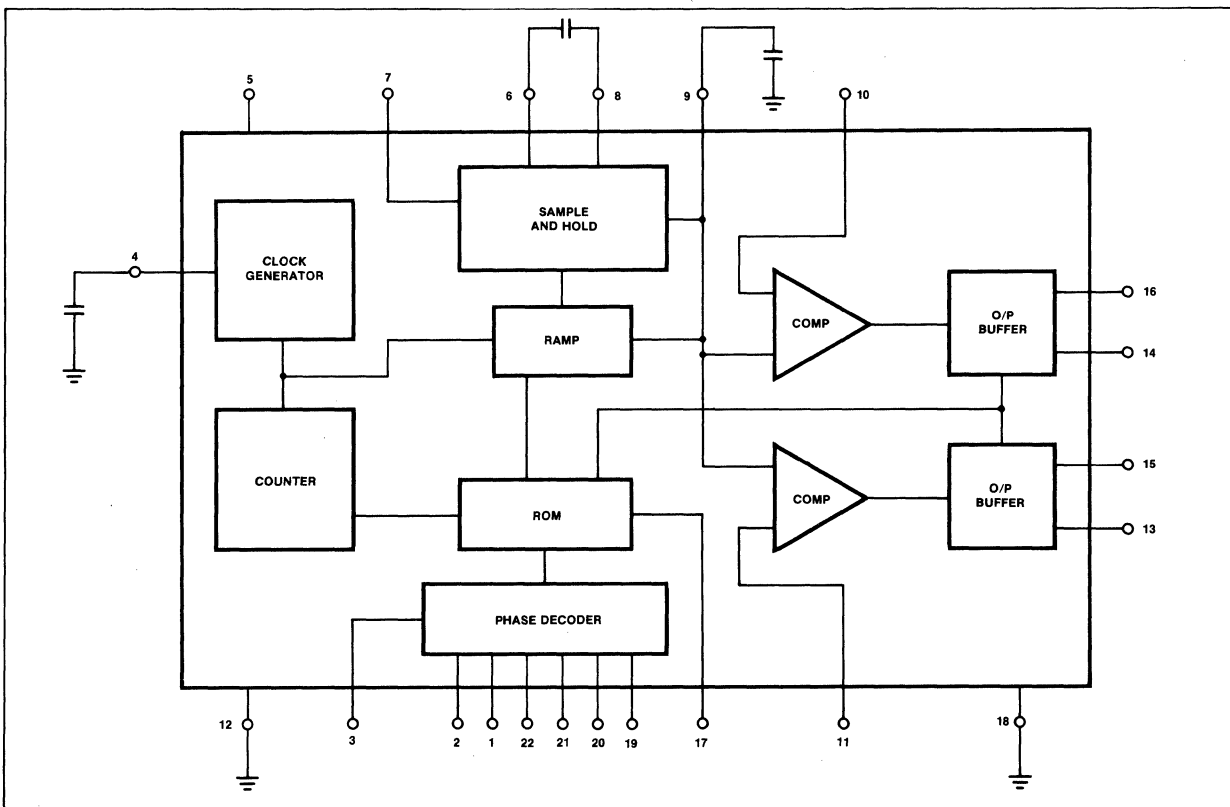 5
7
6
8
9
10
SAMPLE
AND HOLD
CLOCK
GENERATOR
4
COMP
O/P
BUFFER
16
14
RAMP
COUNTER
ROM
COMP
O/P
BUFFER
15
13
PHASE DECODER
12
3
2
1
22
21
20
19
17
11
18